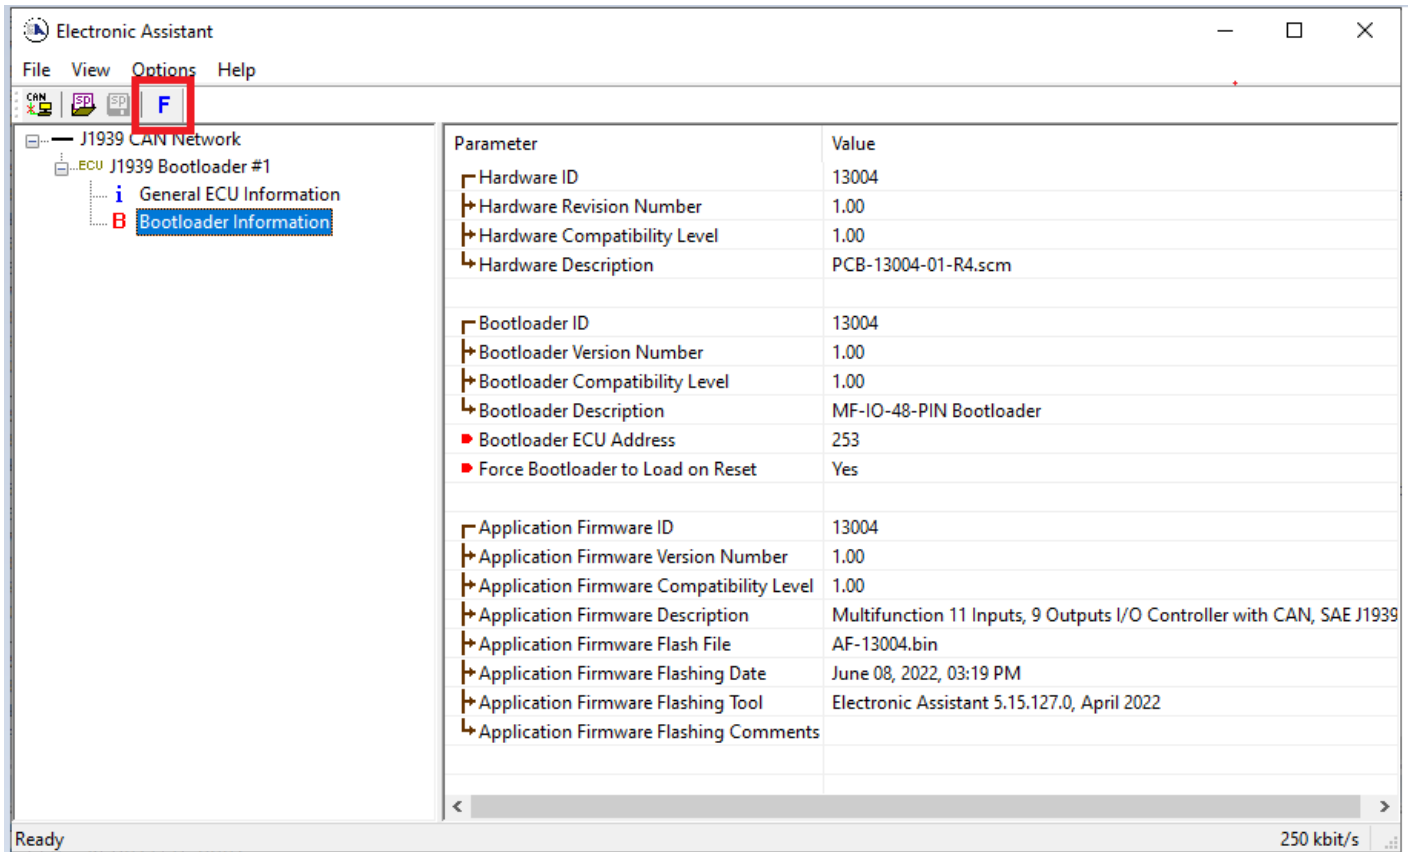 Electronic Assistant
File View Options Help
CAN SP SP F
J1939 CAN Network
ECU J1939 Bootloader #1
i General ECU Information
B Bootloader Information
Parameter Value
Hardware ID 13004
Hardware Revision Number 1.00
Hardware Compatibility Level 1.00
Hardware Description PCB-13004-01-R4.scm
Bootloader ID 13004
Bootloader Version Number 1.00
Bootloader Compatibility Level 1.00
Bootloader Description MF-IO-48-PIN Bootloader
Bootloader ECU Address 253
Force Bootloader to Load on Reset Yes
Application Firmware ID 13004
Application Firmware Version Number 1.00
Application Firmware Compatibility Level 1.00
Application Firmware Description Multifunction 11 Inputs, 9 Outputs I/O Controller with CAN, SAE J1939
Application Firmware Flash File AF-13004.bin
Application Firmware Flashing Date June 08, 2022, 03:19 PM
Application Firmware Flashing Tool Electronic Assistant 5.15.127.0, April 2022
Application Firmware Flashing Comments
Ready 250 kbit/s